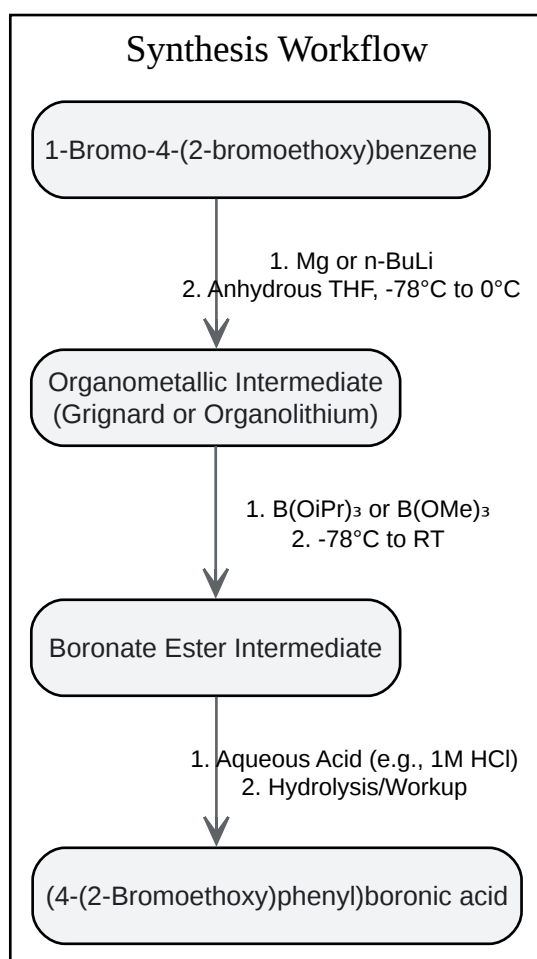 Synthesis Workflow
1-Bromo-4-(2-bromoethoxy)benzene
1. Mg or n-BuLi
2. Anhydrous THF, -78°C to 0°C
Organometallic Intermediate
(Grignard or Organolithium)
1. B(OiPr)₃ or B(OMe)₃
2. -78°C to RT
Boronate Ester Intermediate
1. Aqueous Acid (e.g., 1M HCl)
2. Hydrolysis/Workup
(4-(2-Bromoethoxy)phenyl)boronic acid